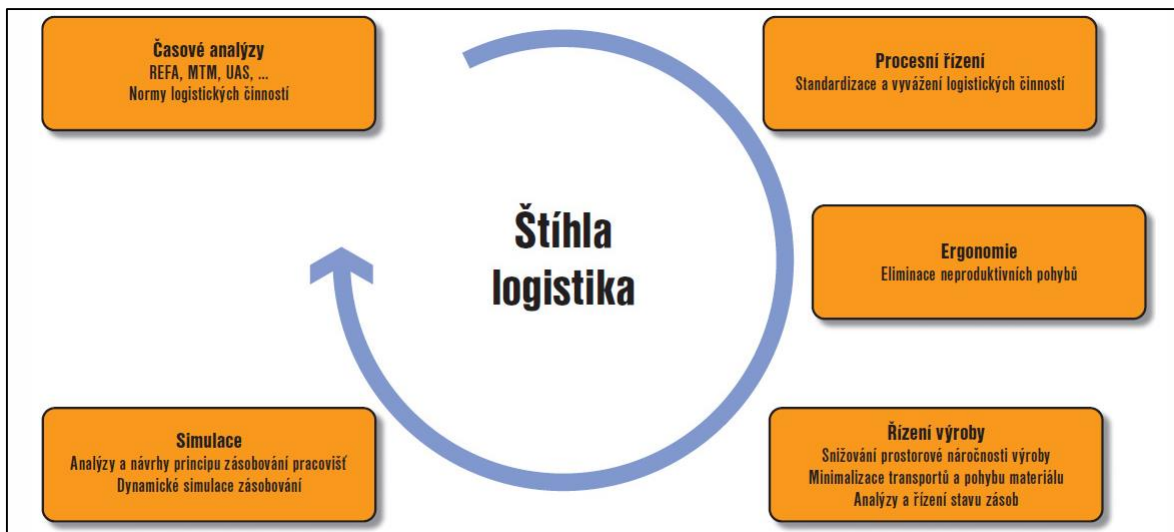 Časové analýzy
REFA, MTM, UAS, ...
Normy logistických činností
Procesní řízení
Standardizace a vyvážení logistických činností
Štíhla
logistika
Ergonomie
Eliminace neproduktivních pohybů
Simulace
Analýzy a návrhy principu zásobování pracovišť
Dynamické simulace zásobování
Řízení výroby
Snižování prostorové náročnosti výroby
Minimalizace transportů a pohybu materiálu
Analýzy a řízení stavu zásob